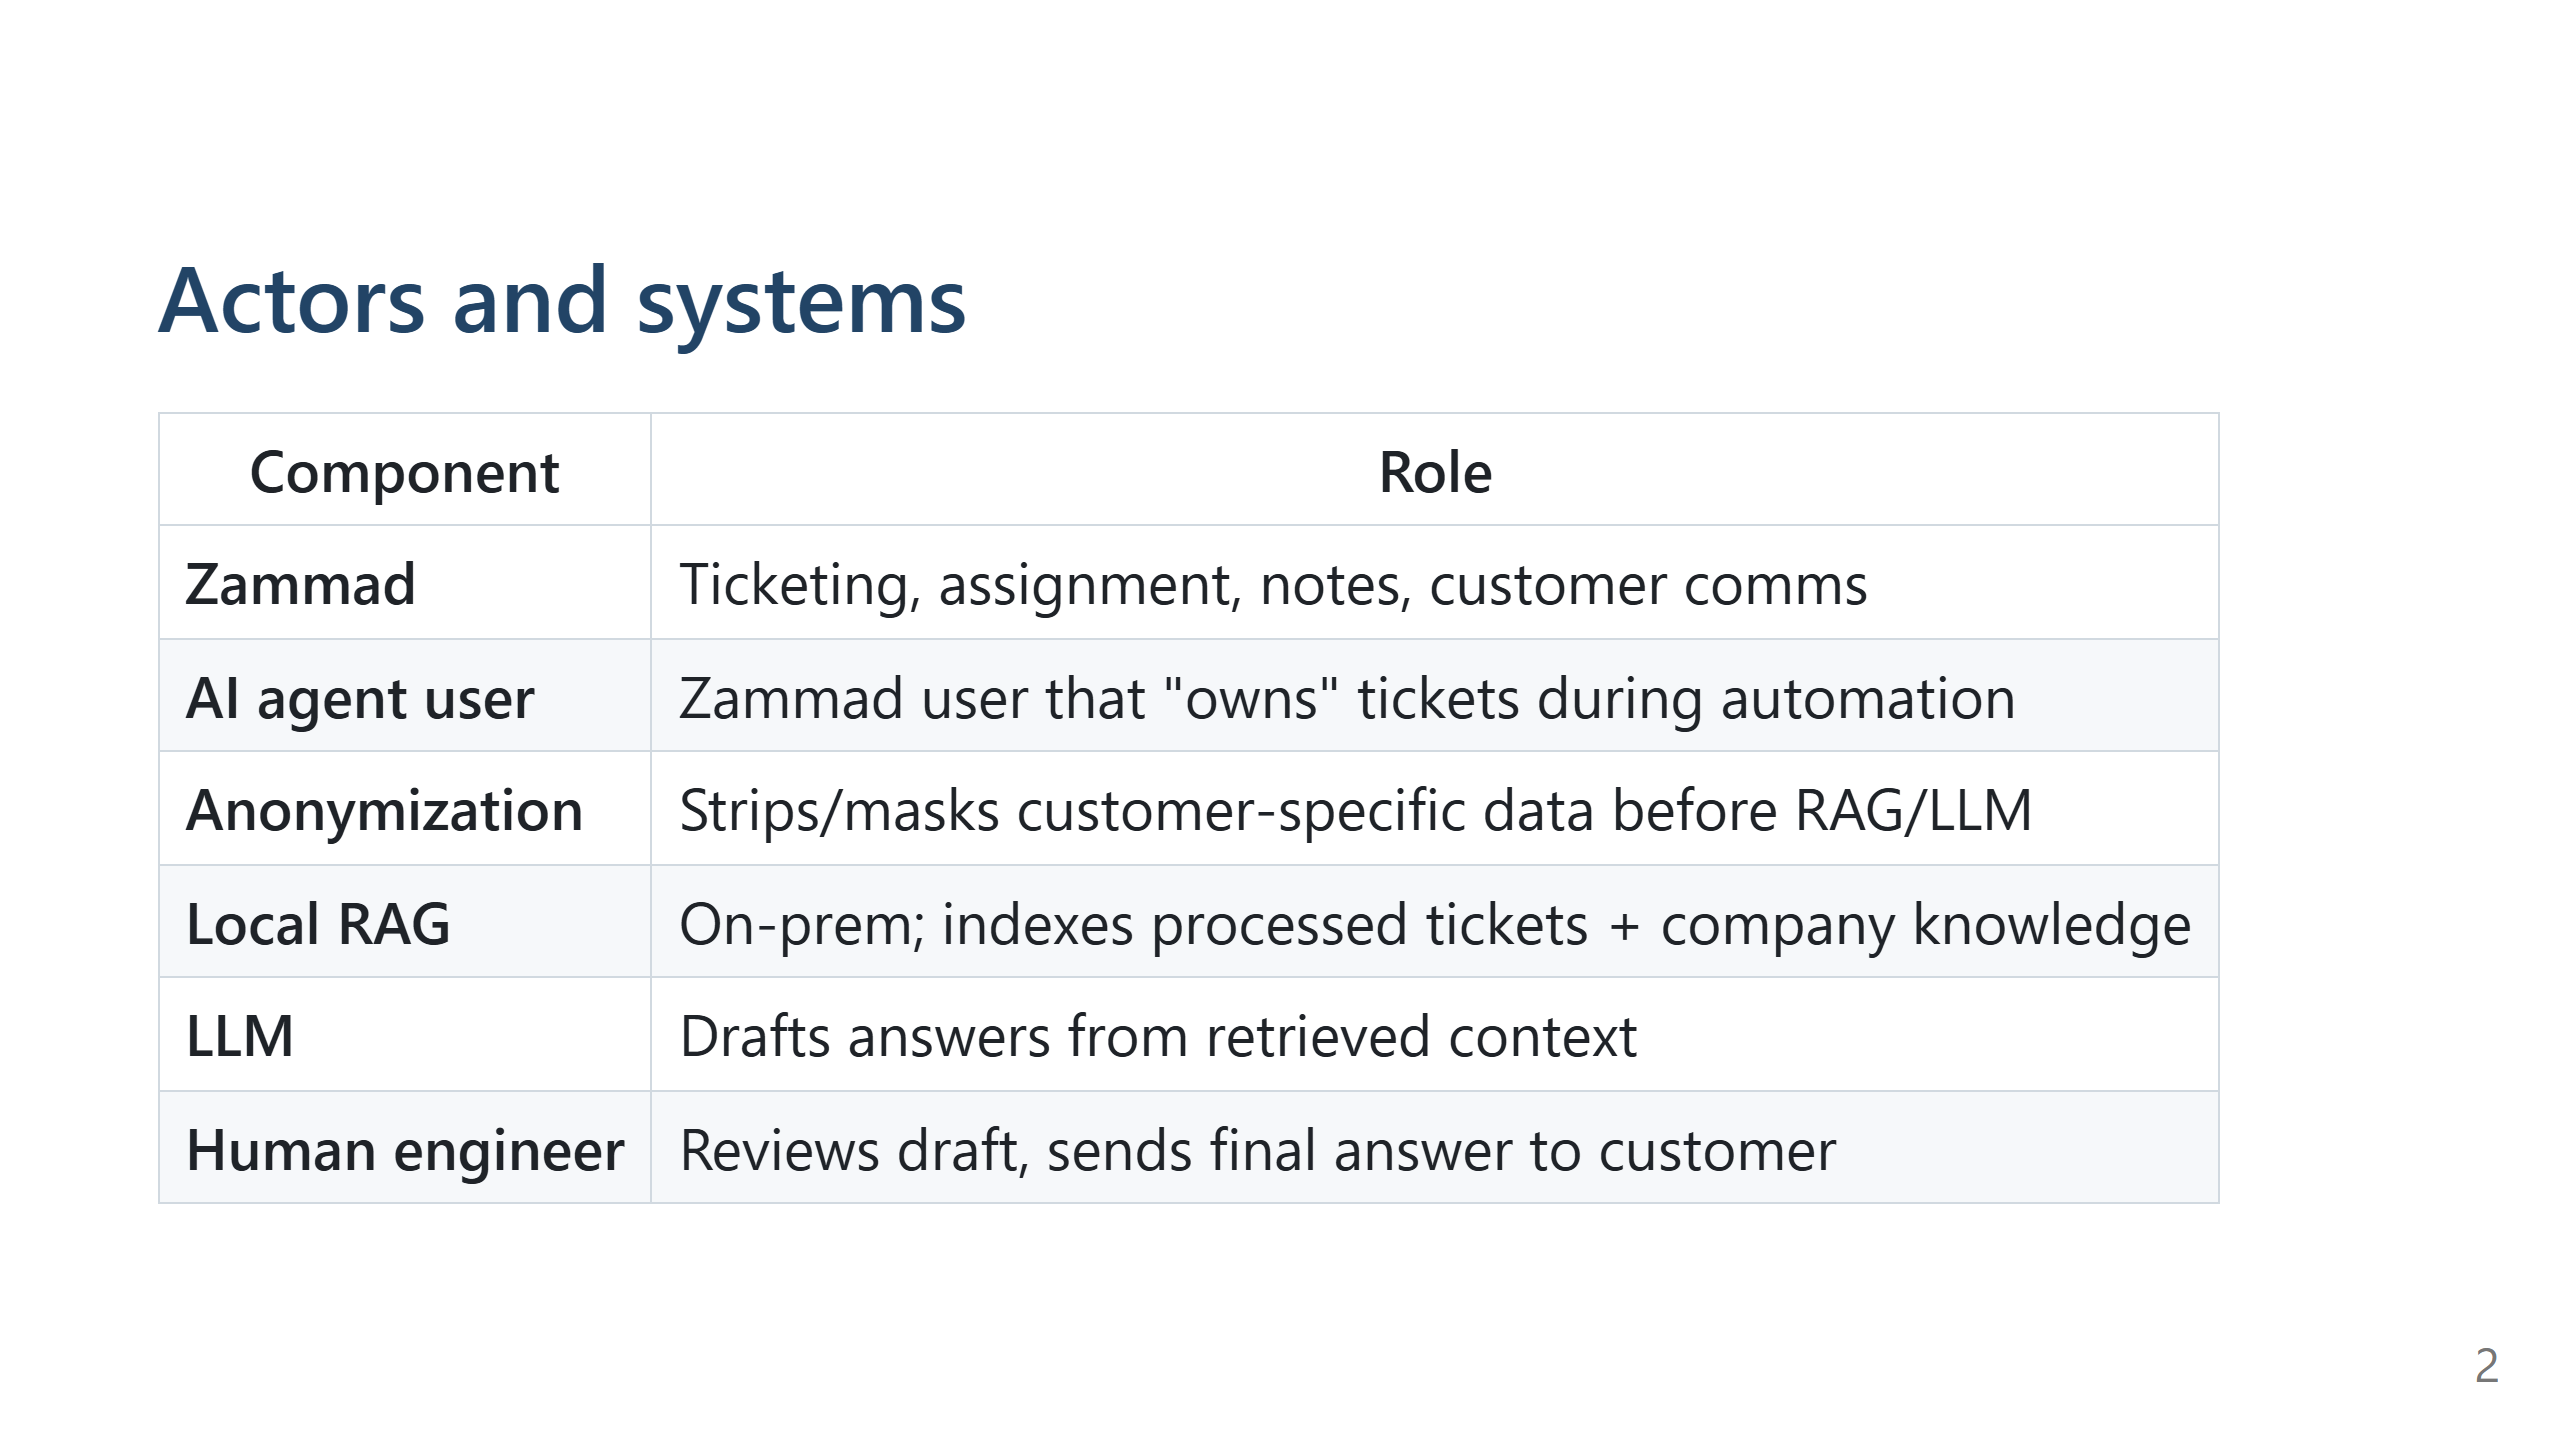 Actors and systems
Component Role
Zammad Ticketing, assignment, notes, customer comms
AI agent user Zammad user that "owns" tickets during automation
Anonymization Strips/masks customer-specific data before RAG/LLM
Local RAG On-prem; indexes processed tickets + company knowledge
LLM Drafts answers from retrieved context
Human engineer Reviews draft, sends final answer to customer
2